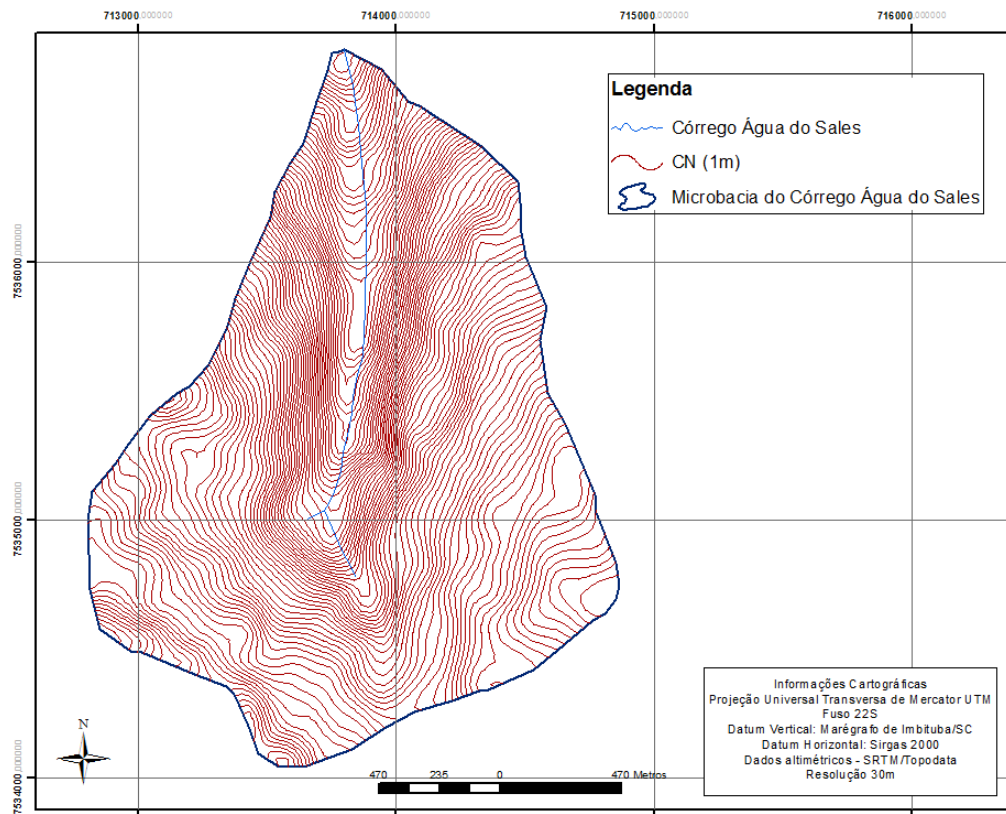 713000,000000 714000,000000 715000,000000 716000,000000
Legenda
Córrego Água do Sales
CN (1m)
Microbacia do Córrego Água do Sales
7536000,000000
7535000,000000
7534000,000000
N
470 235 0 470 Metros
Informações Cartográficas
Projeção Universal Transversa de Mercator UTM
Fuso 22S
Datum Vertical: Marégrafo de Imbituba/SC
Datum Horizontal: Sirgas 2000
Dados altimétricos - SRTM/Topodata
Resolução 30m